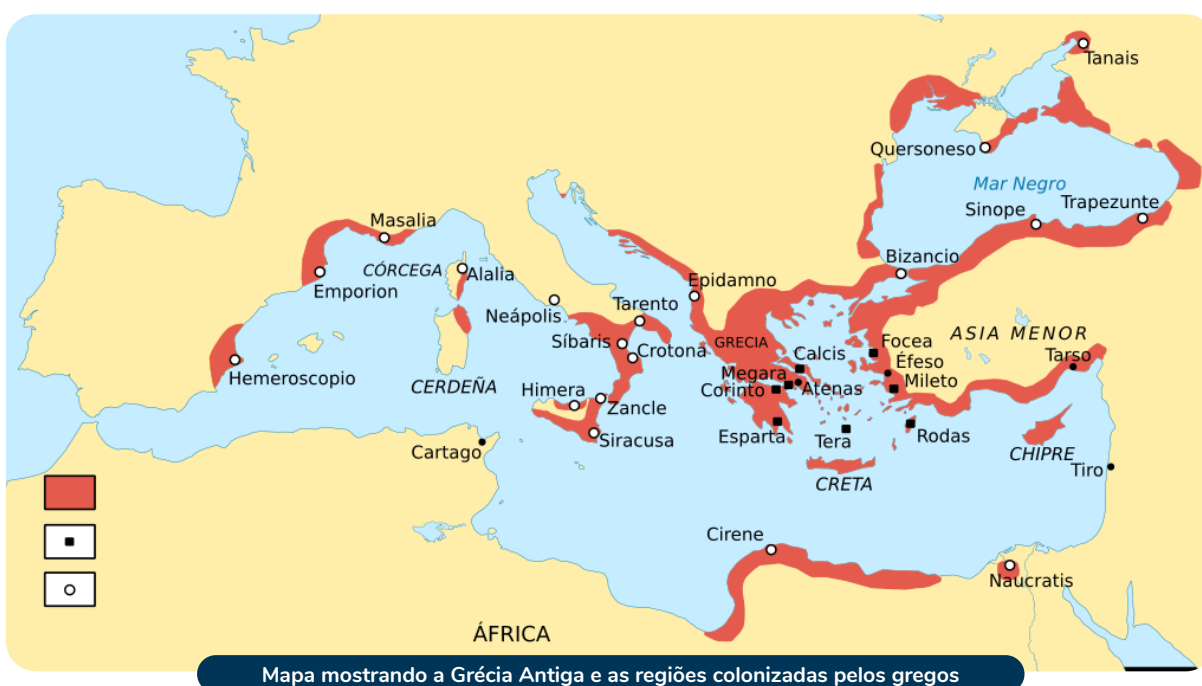 Tanais
Quersoneso
Mar Negro
Sinope
Trapezunte
Masalia
CÓRCEGA
Alalia
Emporion
Bizancio
Epidamno
Neápolis
Tarento
Síbaris
Crotona
GRECIA
Calcis
Focea
ASIA MENOR
Éfeso
Tarso
Hemeroscopio
CERDEÑA
Himera
Megara
Corinto
Atenas
Mileto
Zancle
Siracusa
Esparta
Tera
Rodas
Cartago
CHIPRE
Tiro
CRETA
Cirene
Naucratis
ÁFRICA
Mapa mostrando a Grécia Antiga e as regiões colonizadas pelos gregos